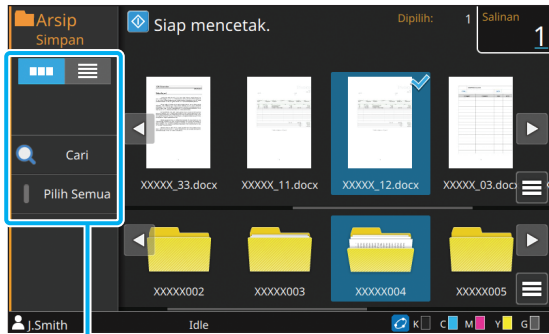 Arsip
Simpan
Siap mencetak.
Dipilih: 1
Salinan
1
Cari
Pilih Semua
XXXXX_33.docx
XXXXX_11.docx
XXXXX_12.docx
XXXXX_03.docx
XXXXX002
XXXXX003
XXXXX004
XXXXX005
J.Smith
Idle
K C M Y G